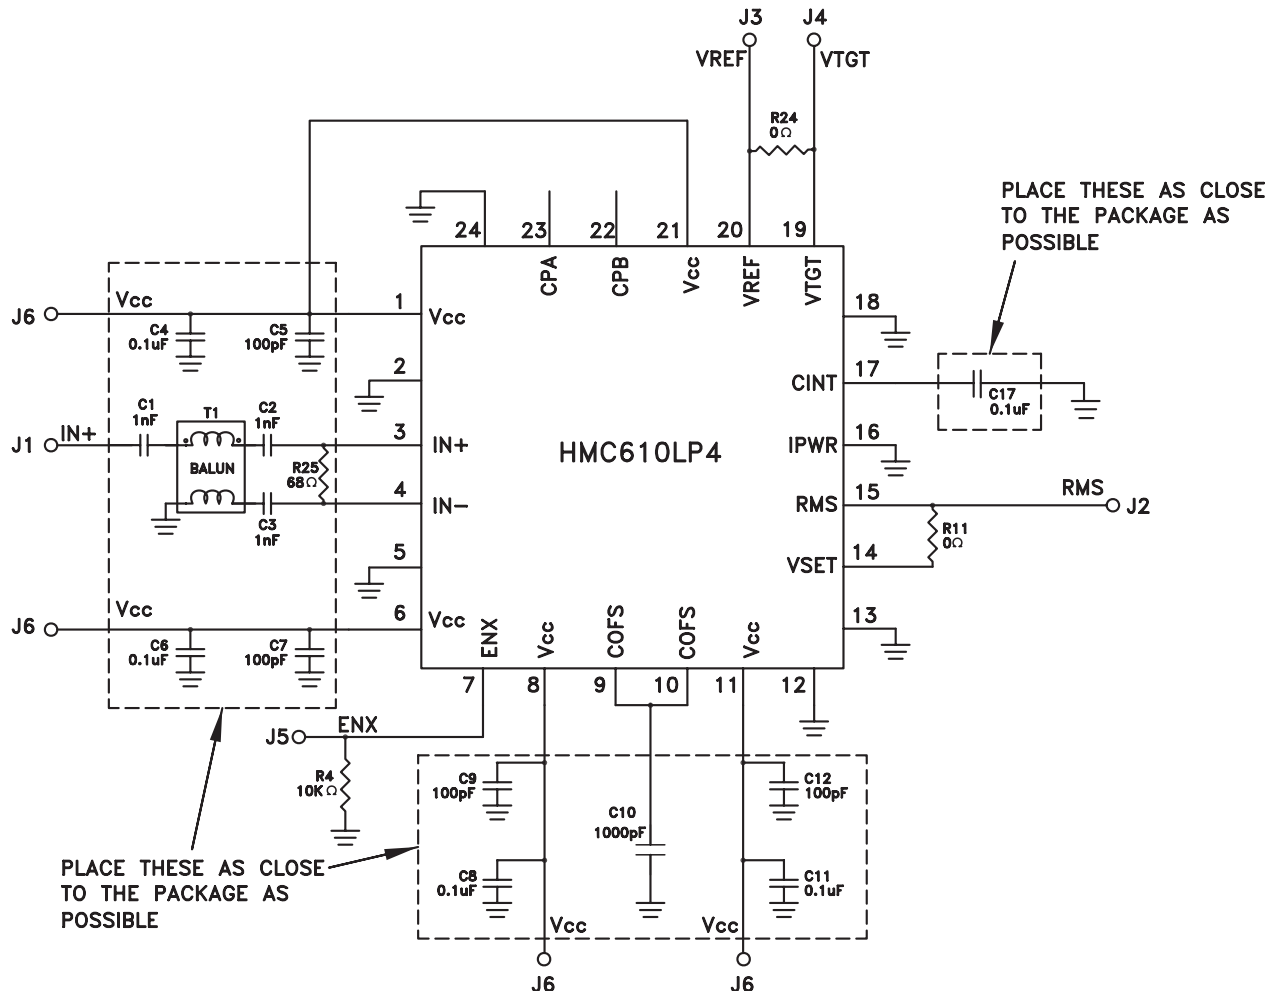 J3
J4
VREF
VTGT
R24
0Ω
PLACE THESE AS CLOSE
TO THE PACKAGE AS
POSSIBLE
24
23
22
21
20
19
CPA
CPB
Vcc
VREF
VTGT
J6
Vcc
1
Vcc
18
C4
0.1uF
C5
100pF
2
17
CINT
C17
0.1uF
C1
1nF
T1
C2
1nF
J1
IN+
3
IN+
HMC610LP4
IPWR
16
BALUN
R25
68Ω
4
IN-
RMS
15
RMS
J2
C3
1nF
R11
0Ω
5
VSET
14
J6
Vcc
6
Vcc
13
C6
0.1uF
C7
100pF
ENX
Vcc
COFS
COFS
Vcc
7
8
9
10
11
12
J5
ENX
R4
10KΩ
C9
100pF
C12
100pF
C10
1000pF
C8
0.1uF
C11
0.1uF
PLACE THESE AS CLOSE
TO THE PACKAGE AS
POSSIBLE
Vcc
Vcc
J6
J6